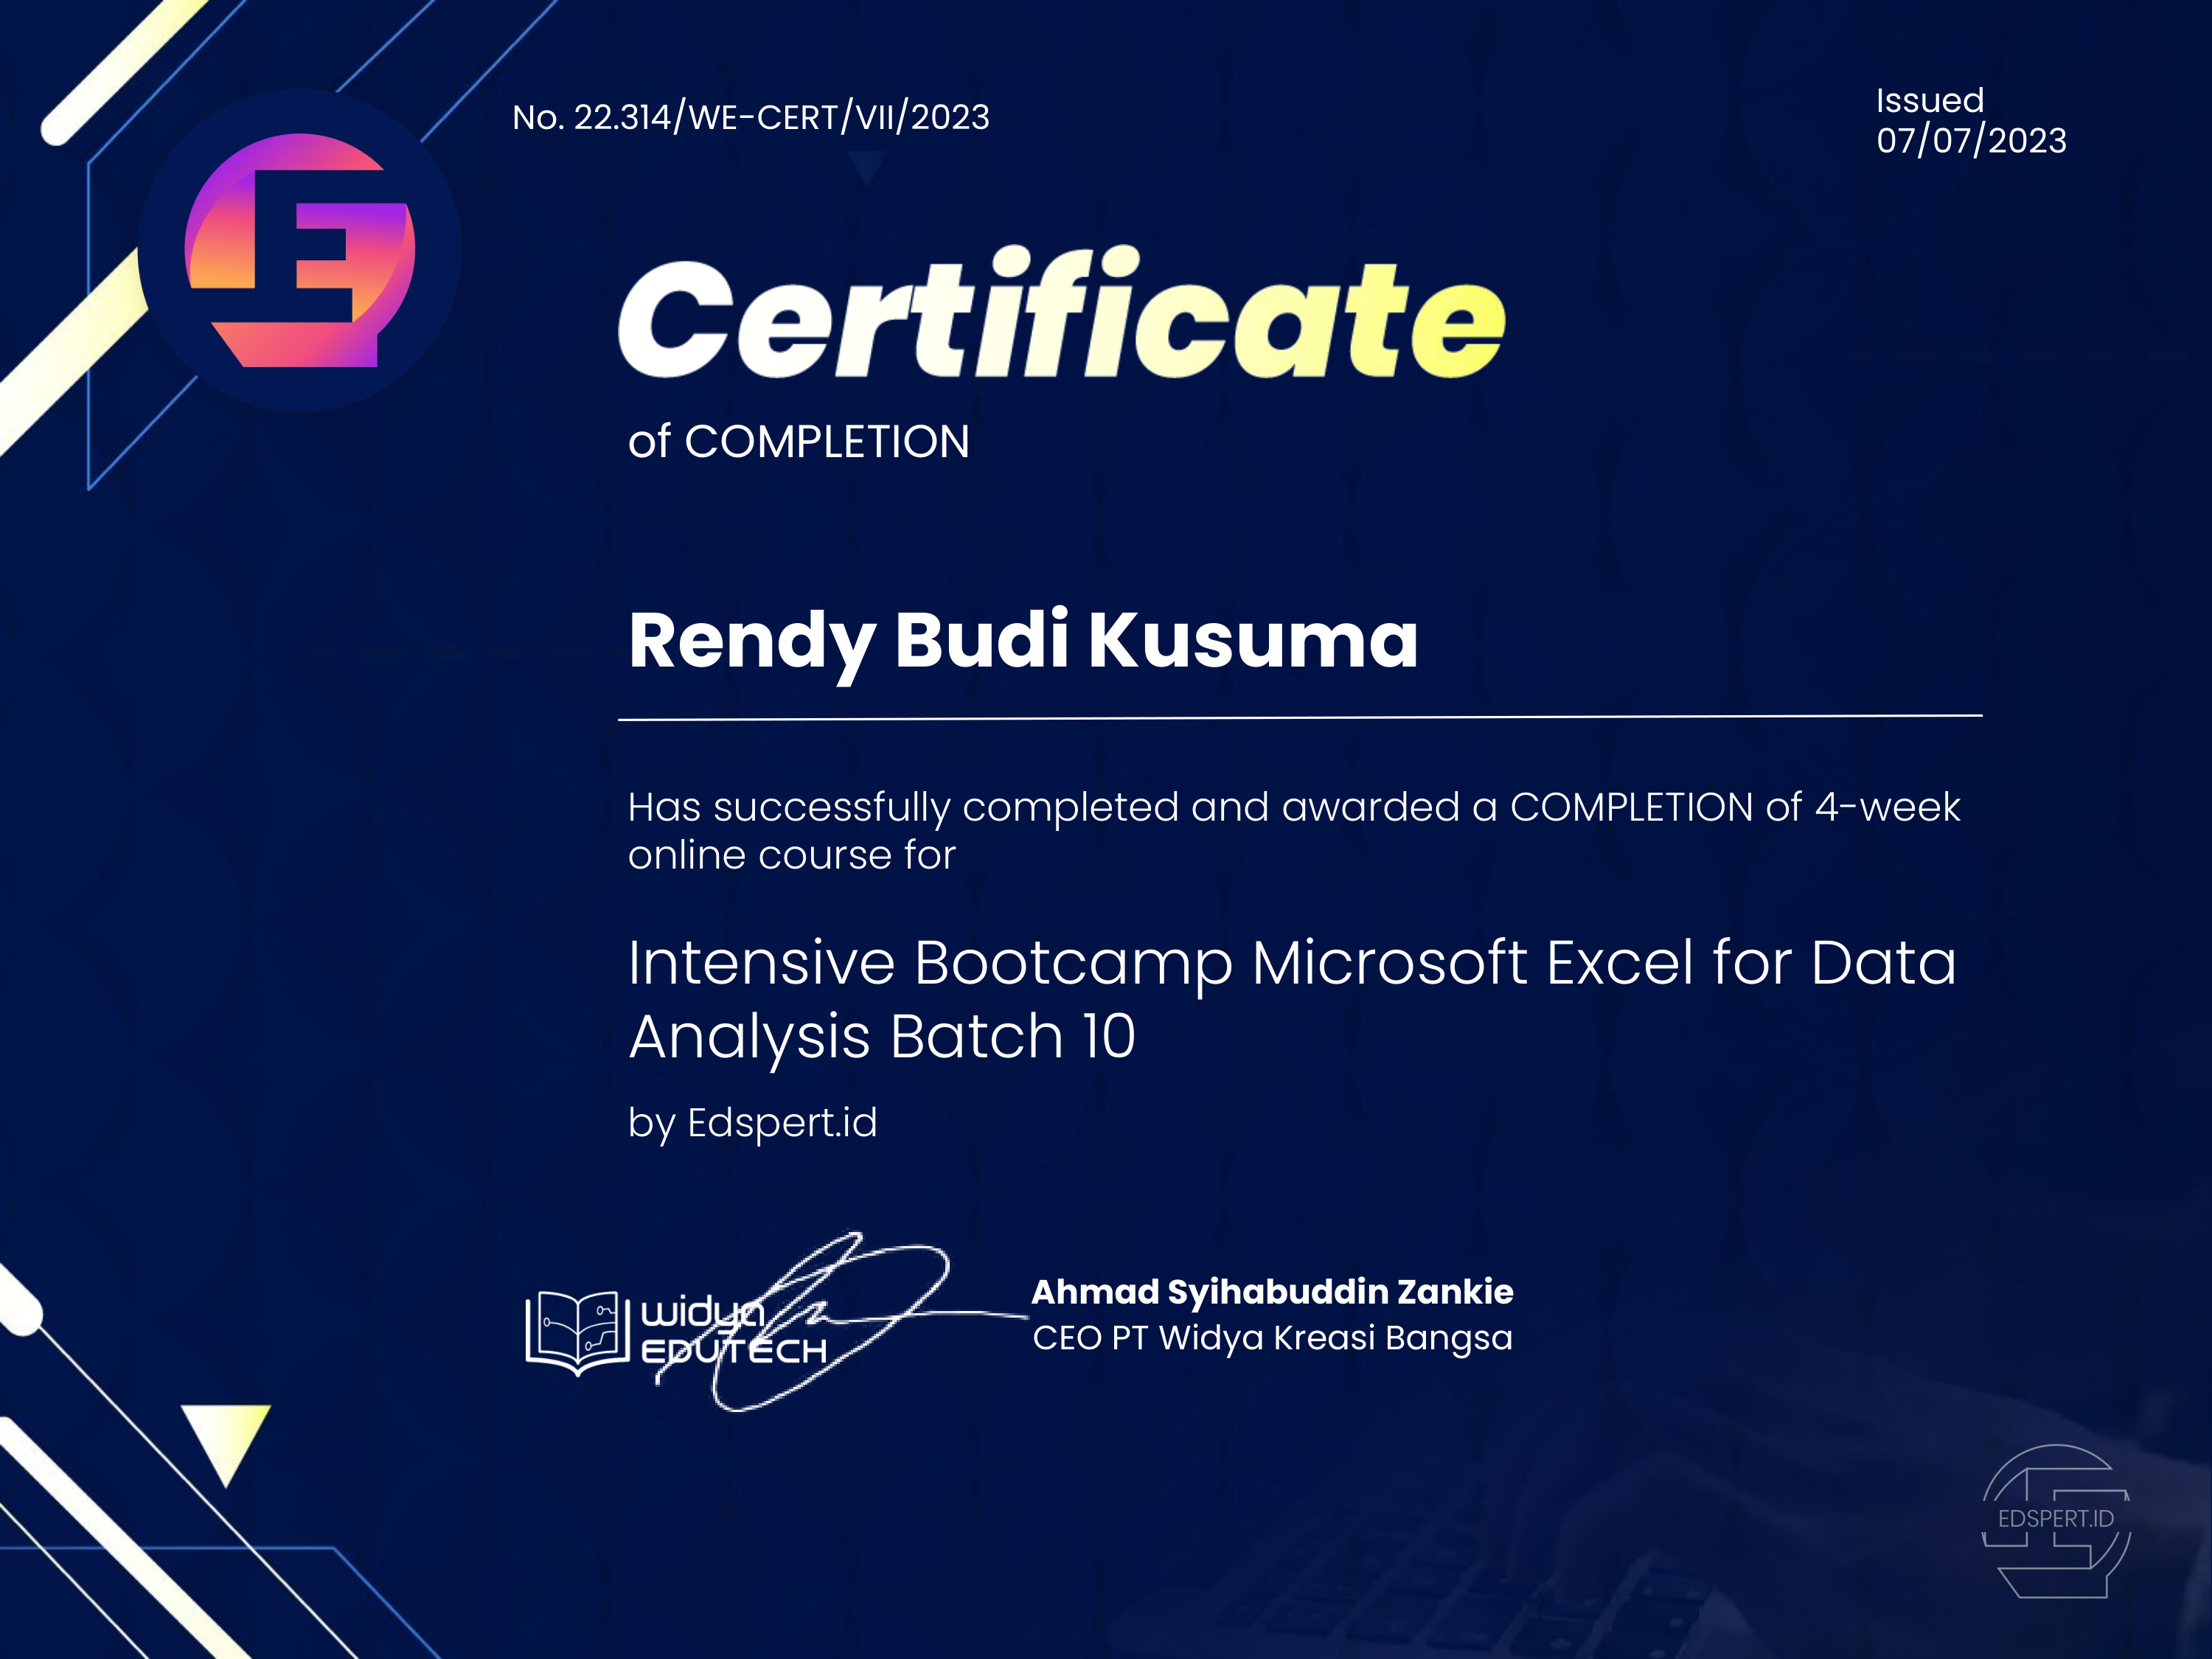 No. 22.314/WE-CERT/VII/2023
Issued
07/07/2023
Certificate
of COMPLETION
Rendy Budi Kusuma
Has successfully completed and awarded a COMPLETION of 4-week
online course for
Intensive Bootcamp Microsoft Excel for Data
Analysis Batch 10
by Edspert.id
widya
EDUTECH
Ahmad Syihabuddin Zankie
CEO PT Widya Kreasi Bangsa
EDSPERT.ID